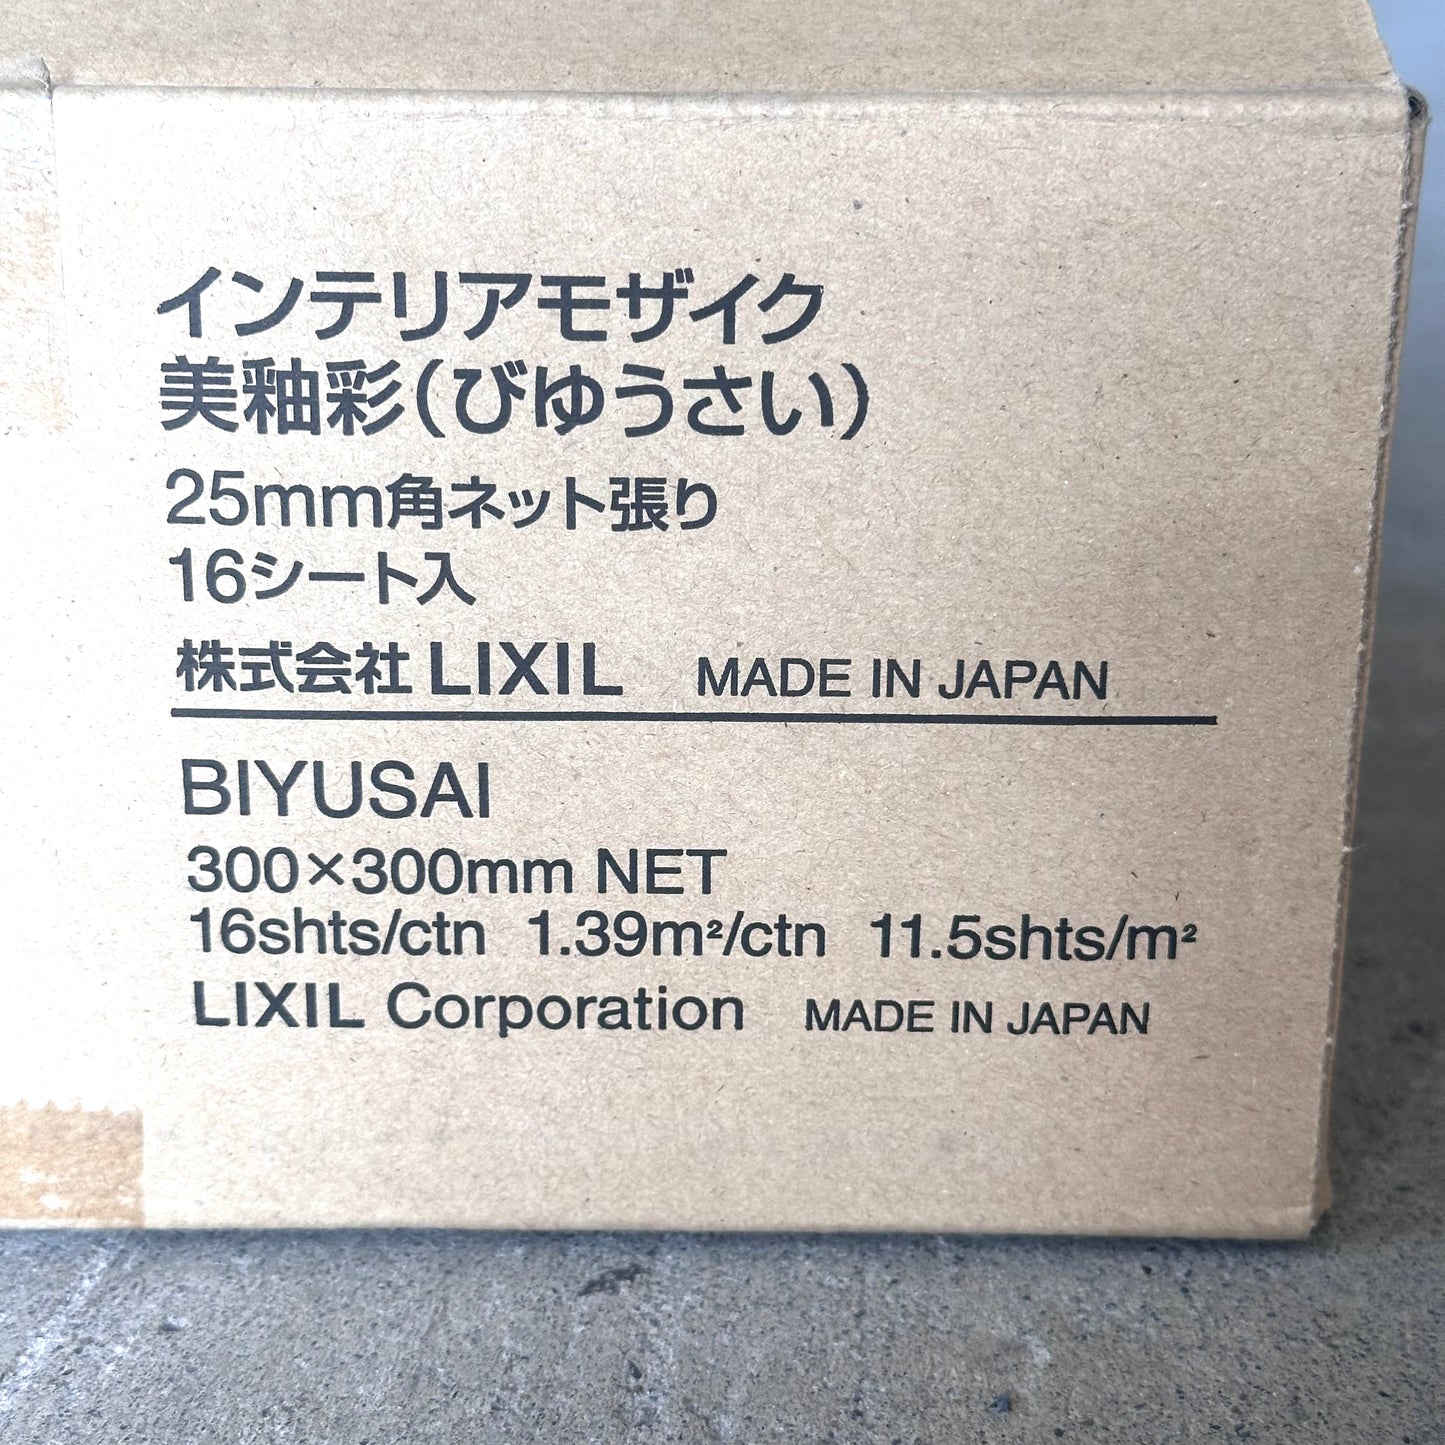 インテリアモザイク
美釉彩(びゆうさい)
25mm角ネット張り
16シート入
株式会社 LIXIL MADE IN JAPAN
BIYUSAI
300×300mm NET
16shts/ctn 1.39m²/ctn 11.5shts/m²
LIXIL Corporation MADE IN JAPAN